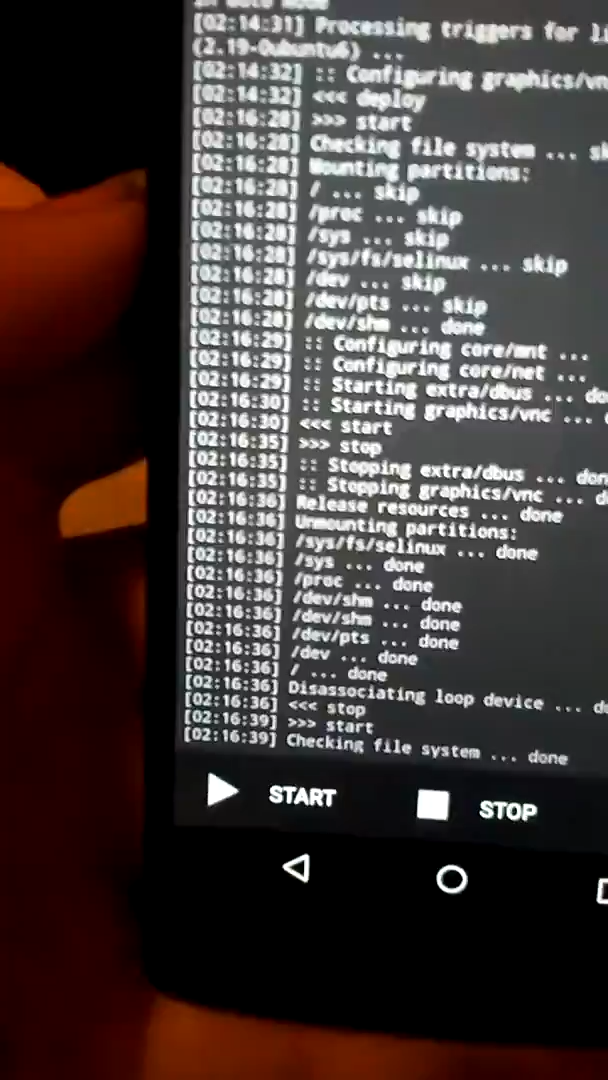 [02:14:31] Processing triggers for
(2.19-0ubuntu6) ...
[02:14:32] :: Configuring graphics/vn
[02:14:32] <<< deploy
[02:16:28] >>> start
[02:16:28] Checking file system ... sk
[02:16:28] Mounting partitions:
[02:16:28] / ... skip
[02:16:28] /proc ... skip
[02:16:28] /sys ... skip
[02:16:28] /sys/fs/selinux ... skip
[02:16:28] /dev ... skip
[02:16:28] /dev/pts ... skip
[02:16:28] /dev/shm ... done
[02:16:29] :: Configuring core/mnt ...
[02:16:29] :: Configuring core/net ...
[02:16:29] :: Starting extra/dbus ... do
[02:16:30] :: Starting graphics/vnc ...
[02:16:30] <<< start
[02:16:35] >>> stop
[02:16:35] :: Stopping extra/dbus ... don
[02:16:35] :: Stopping graphics/vnc ... d
[02:16:36] Release resources ... done
[02:16:36] Unmounting partitions:
[02:16:36] /sys/fs/selinux ... done
[02:16:36] /sys ... done
[02:16:36] /proc ... done
[02:16:36] /dev/shm ... done
[02:16:36] /dev/shm ... done
[02:16:36] /dev/pts ... done
[02:16:36] /dev ... done
[02:16:36] / ... done
[02:16:36] Disassociating loop device ... d
[02:16:36] <<< stop
[02:16:39] >>> start
[02:16:39] Checking file system ... done
START STOP